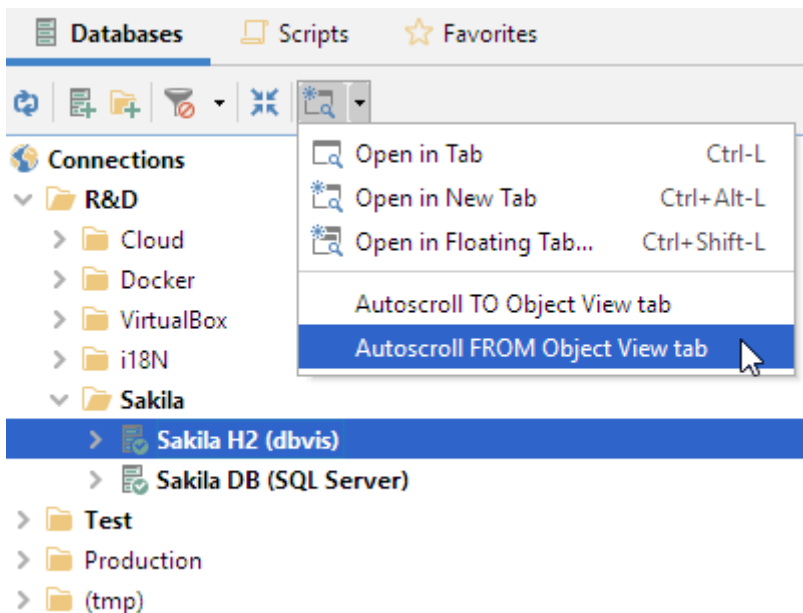 Databases Scripts Favorites
Connections
R&D
Cloud
Docker
VirtualBox
i18N
Sakila
Sakila H2 (dbvis)
Sakila DB (SQL Server)
Test
Production
(tmp)
Open in Tab Ctrl-L
Open in New Tab Ctrl+Alt-L
Open in Floating Tab... Ctrl+Shift-L
Autoscroll TO Object View tab
Autoscroll FROM Object View tab